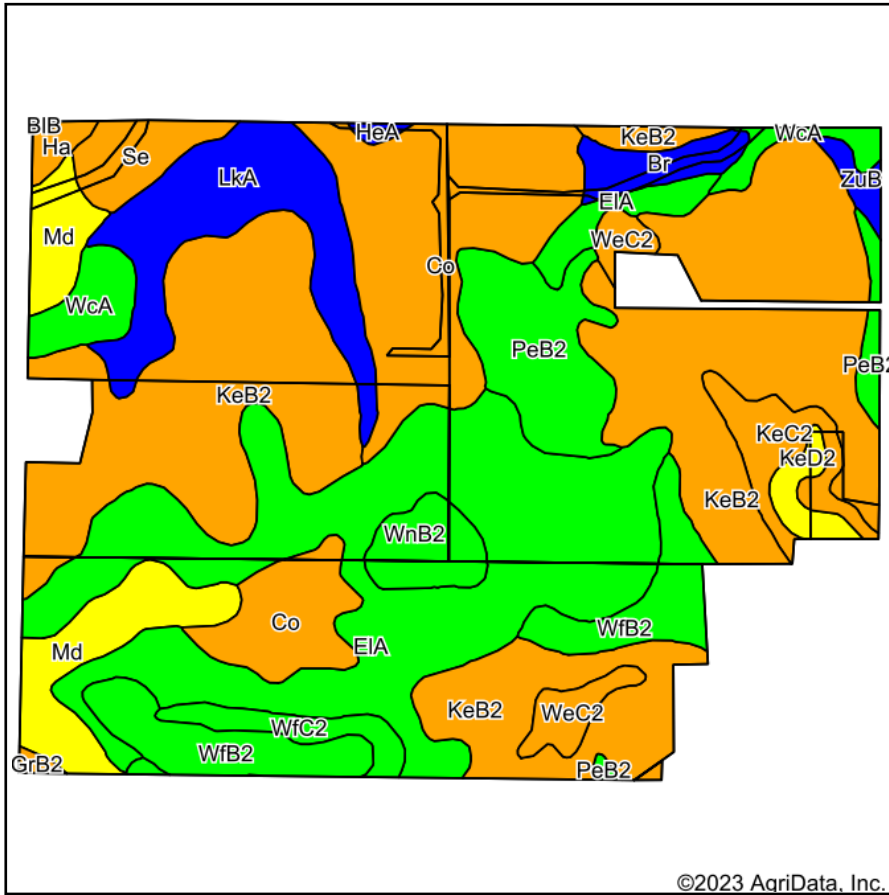 BlB
HeA
KeB2
WcA
Ha
Se
Br
LkA
ZuB
ElA
Md
WeC2
Co
WcA
PeB2
PeB2
KeB2
KeC2
KeD2
KeB2
WnB2
Co
WfB2
Md
ElA
KeB2
WeC2
WfC2
WfB2
GrB2
PeB2
©2023 AgriData, Inc.